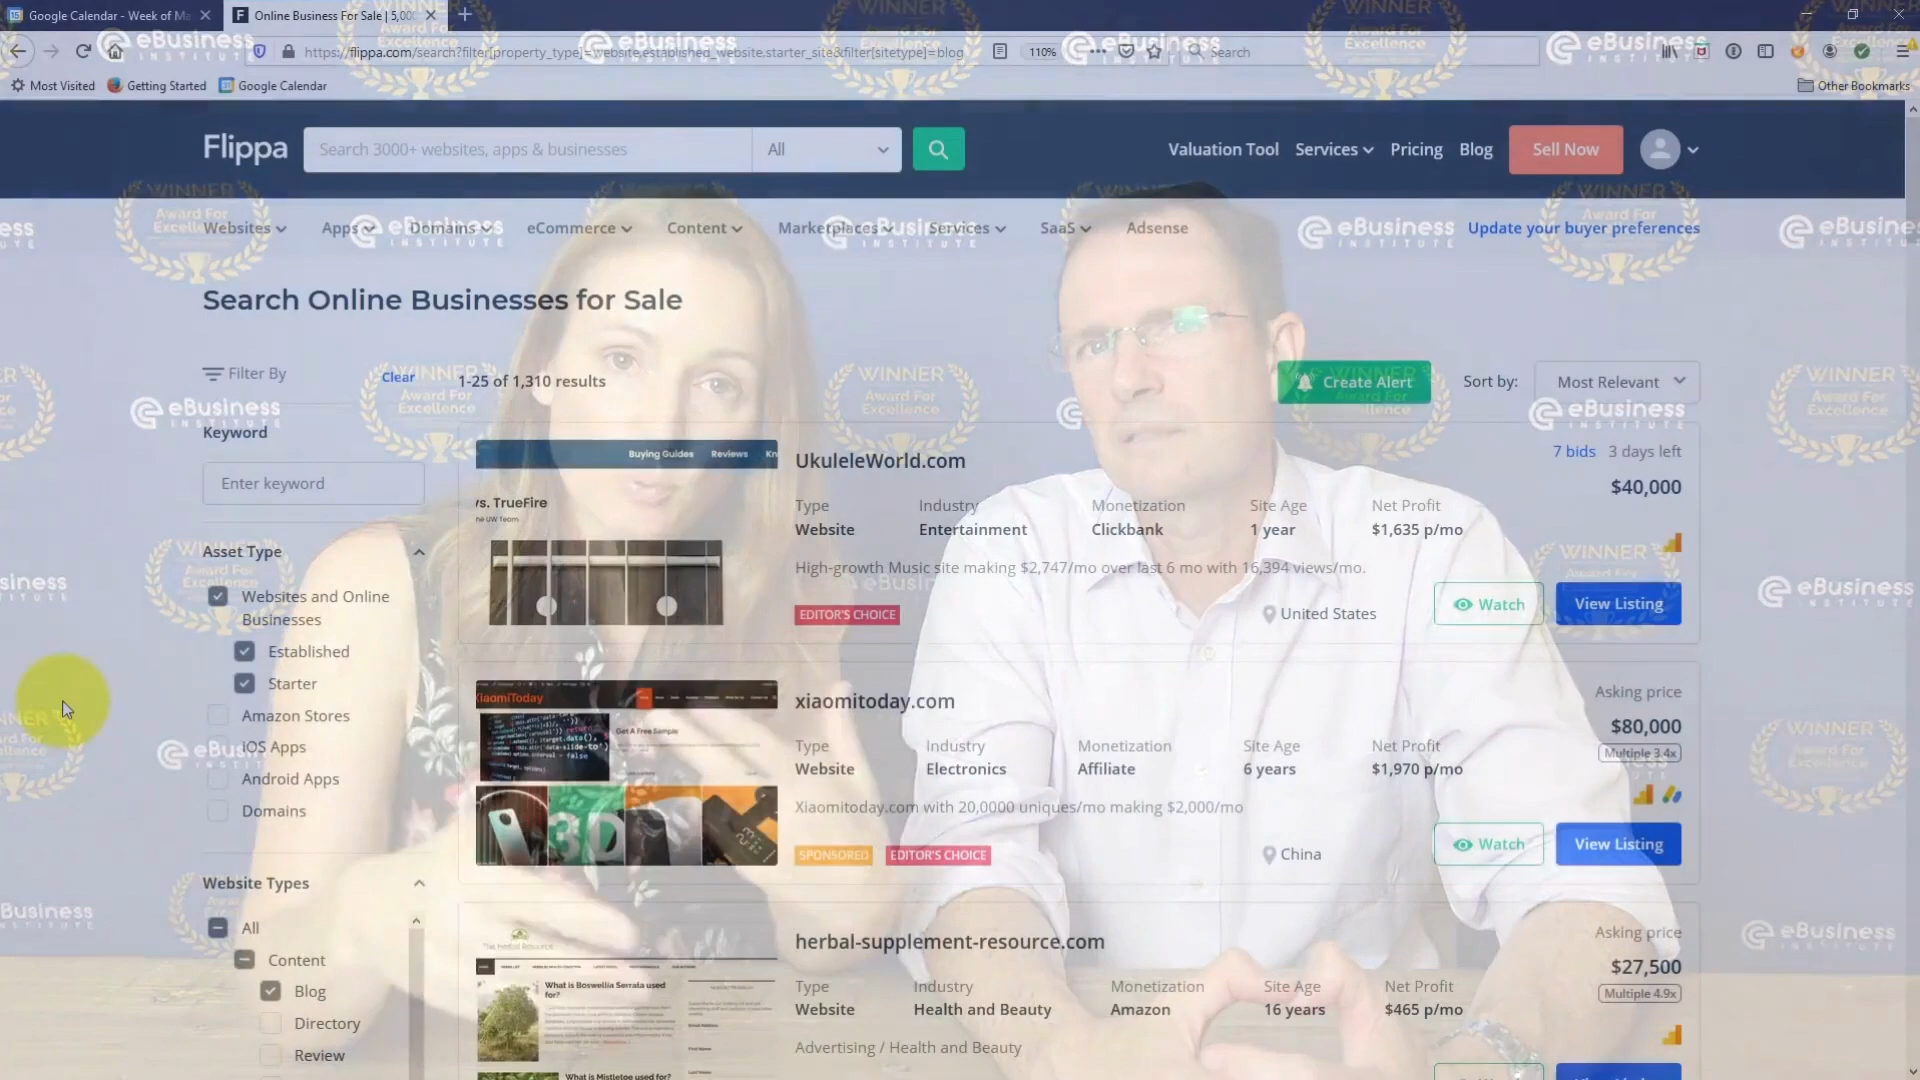 Google Calendar - Week of Ma
Online Business For Sale | 5,000
https://flippa.com/search?filter[property_type]=website,established_website,starter_site&filter[sitetype]=blog
110%
Search
Most Visited
Getting Started
Google Calendar
Other Bookmarks
Flippa
Search 3000+ websites, apps & businesses
All
Valuation Tool
Services
Pricing
Blog
Sell Now
Websites
Apps
Domains
eCommerce
Content
Marketplaces
Services
SaaS
Adsense
Update your buyer preferences
Search Online Businesses for Sale
Filter By
Clear
1-25 of 1,310 results
Create Alert
Sort by:
Most Relevant
Keyword
Enter keyword
Asset Type
Websites and Online
Businesses
Established
Starter
Amazon Stores
iOS Apps
Android Apps
Domains
Website Types
All
Content
Blog
Directory
Review
Buying Guides Reviews Kn
vs. TrueFire
he UW Team
UkuleleWorld.com
7 bids 3 days left
$40,000
Type Industry Monetization Site Age Net Profit
Website Entertainment Clickbank 1 year $1,635 p/mo
High-growth Music site making $2,747/mo over last 6 mo with 16,394 views/mo.
EDITOR'S CHOICE
United States
Watch
View Listing
XiaomiToday
Get A Free Sample
xiaomitoday.com
Asking price
$80,000
Multiple 3.4x
Type Industry Monetization Site Age Net Profit
Website Electronics Affiliate 6 years $1,970 p/mo
Xiaomitoday.com with 20,0000 uniques/mo making $2,000/mo
SPONSORED
EDITOR'S CHOICE
China
Watch
View Listing
The Herbal Resource
What is Boswellia Serrata used
for?
What is Mistletoe used for?
herbal-supplement-resource.com
Asking price
$27,500
Multiple 4.9x
Type Industry Monetization Site Age Net Profit
Website Health and Beauty Amazon 16 years $465 p/mo
Advertising / Health and Beauty
eBusiness
INSTITUTE
WINNER
Award For
Excellence